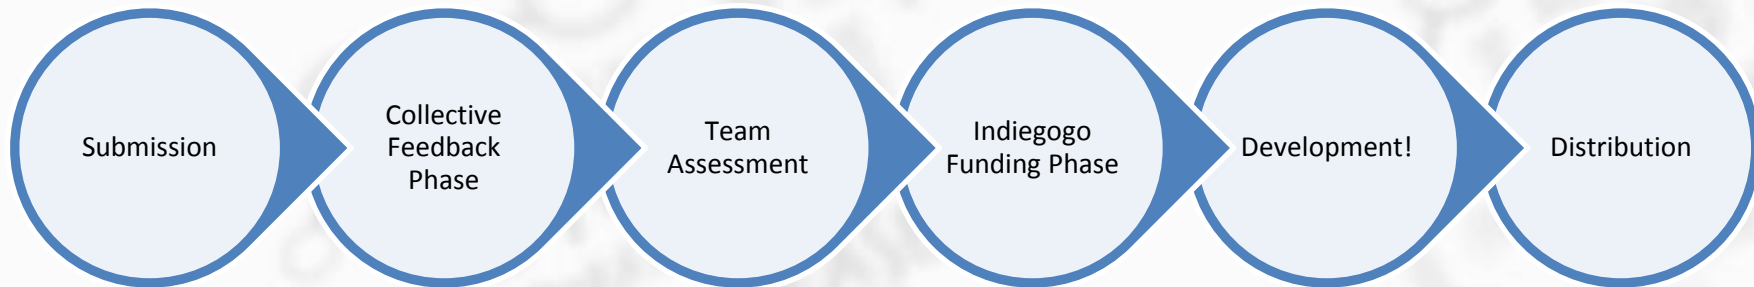 Submission
Collective
Feedback
Phase
Team
Assessment
Indiegogo
Funding Phase
Development!
Distribution